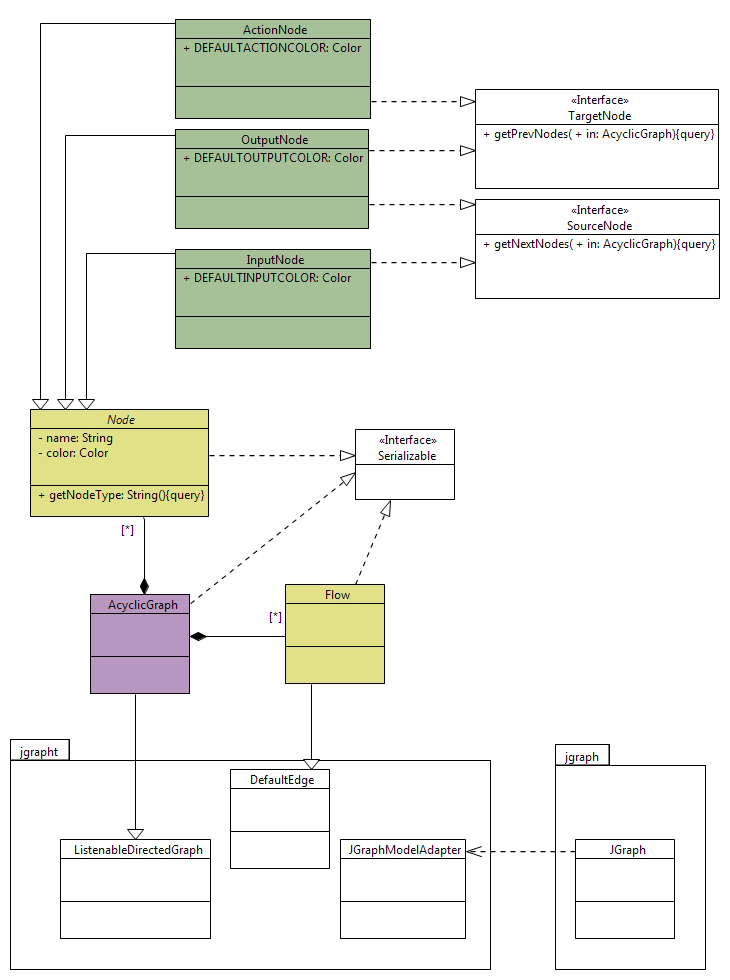 ActionNode
+ DEFAULTACTIONCOLOR: Color
«Interface»
TargetNode
+ getPrevNodes( + in: AcyclicGraph){query}
OutputNode
+ DEFAULTOUTPUTCOLOR: Color
«Interface»
SourceNode
+ getNextNodes( + in: AcyclicGraph){query}
InputNode
+ DEFAULTINPUTCOLOR: Color
Node
- name: String
- color: Color
+ getNodeType: String(){query}
«Interface»
Serializable
[*]
AcyclicGraph
[*]
Flow
jgrapht
DefaultEdge
ListenableDirectedGraph
JGraphModelAdapter
jgraph
JGraph